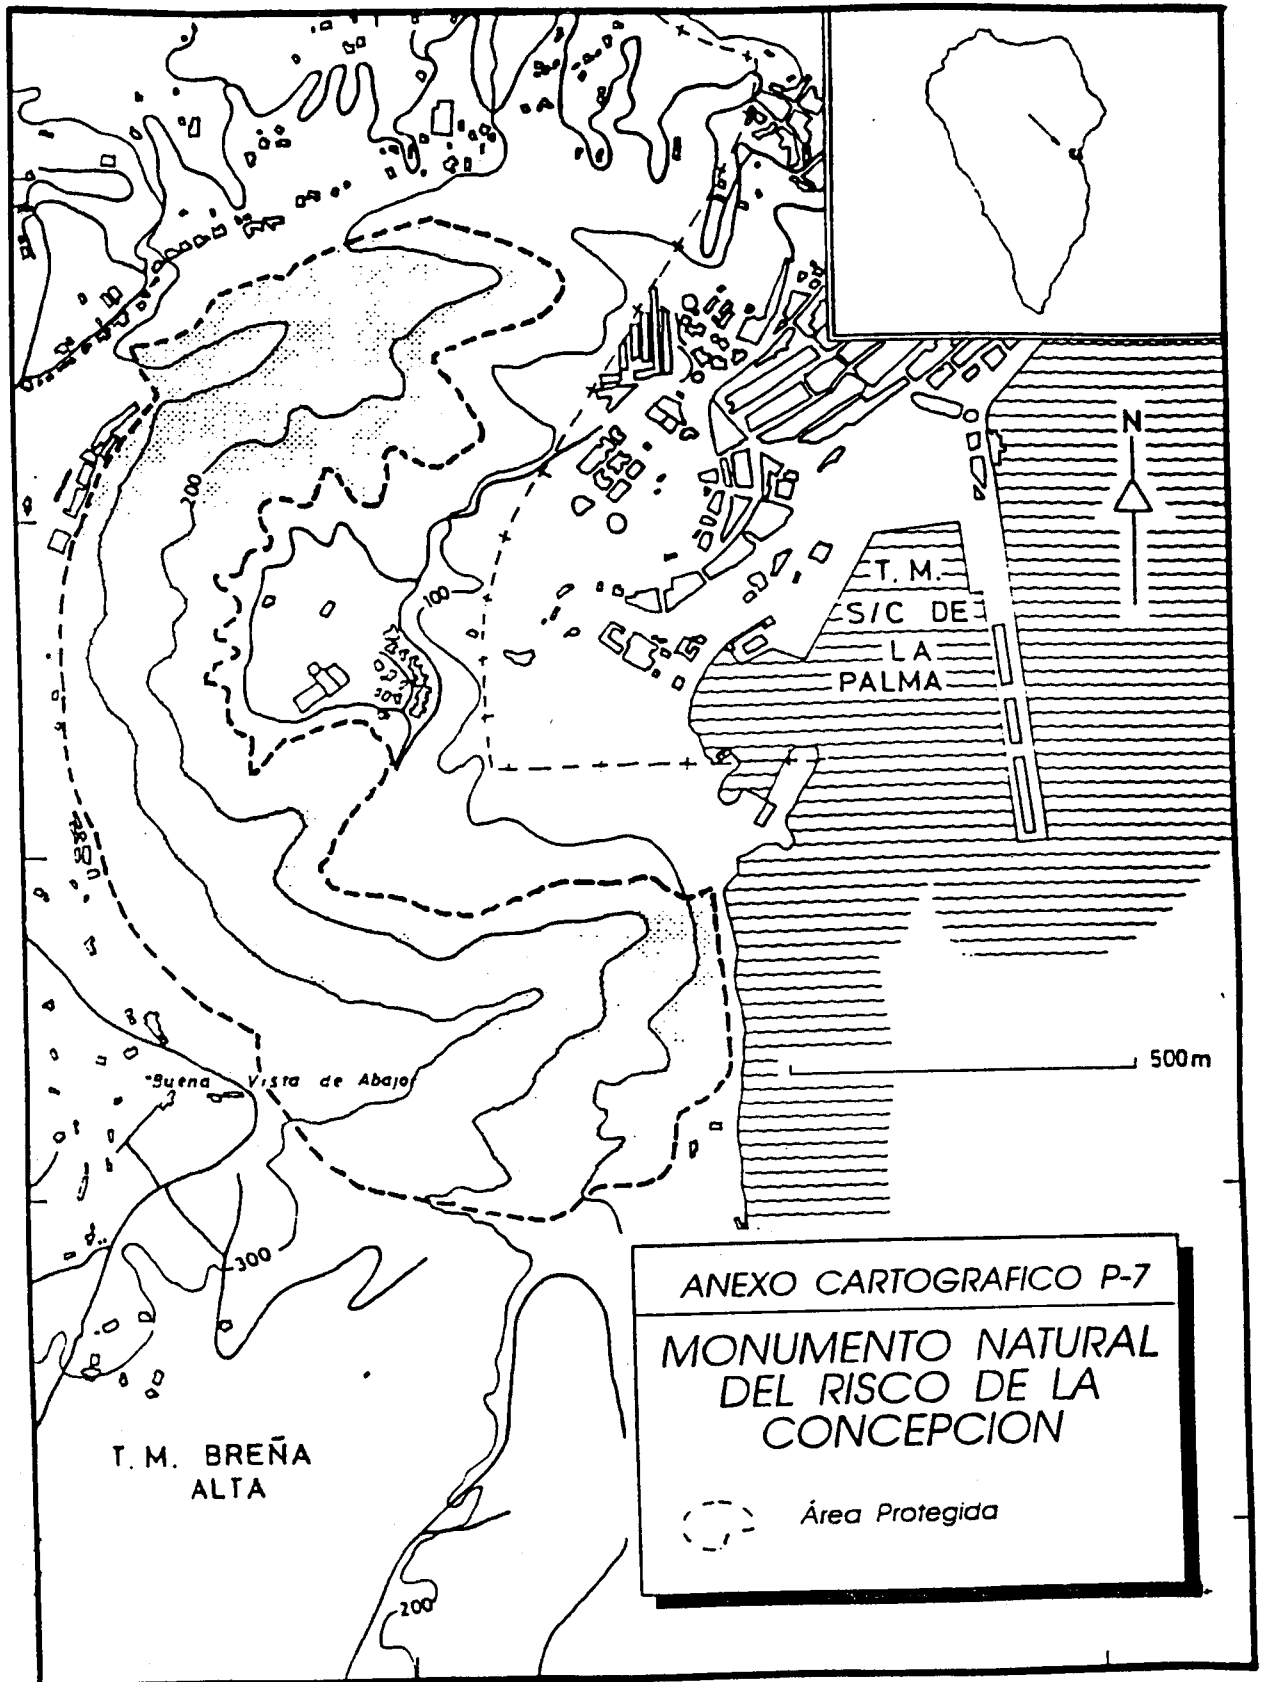 N
T. M.
S/C DE
LA
PALMA
200
100
500m
"Buena Vista de Abajo"
300
ANEXO CARTOGRAFICO P-7
MONUMENTO NATURAL
DEL RISCO DE LA
CONCEPCION
Área Protegida
T. M. BREÑA
ALTA
200